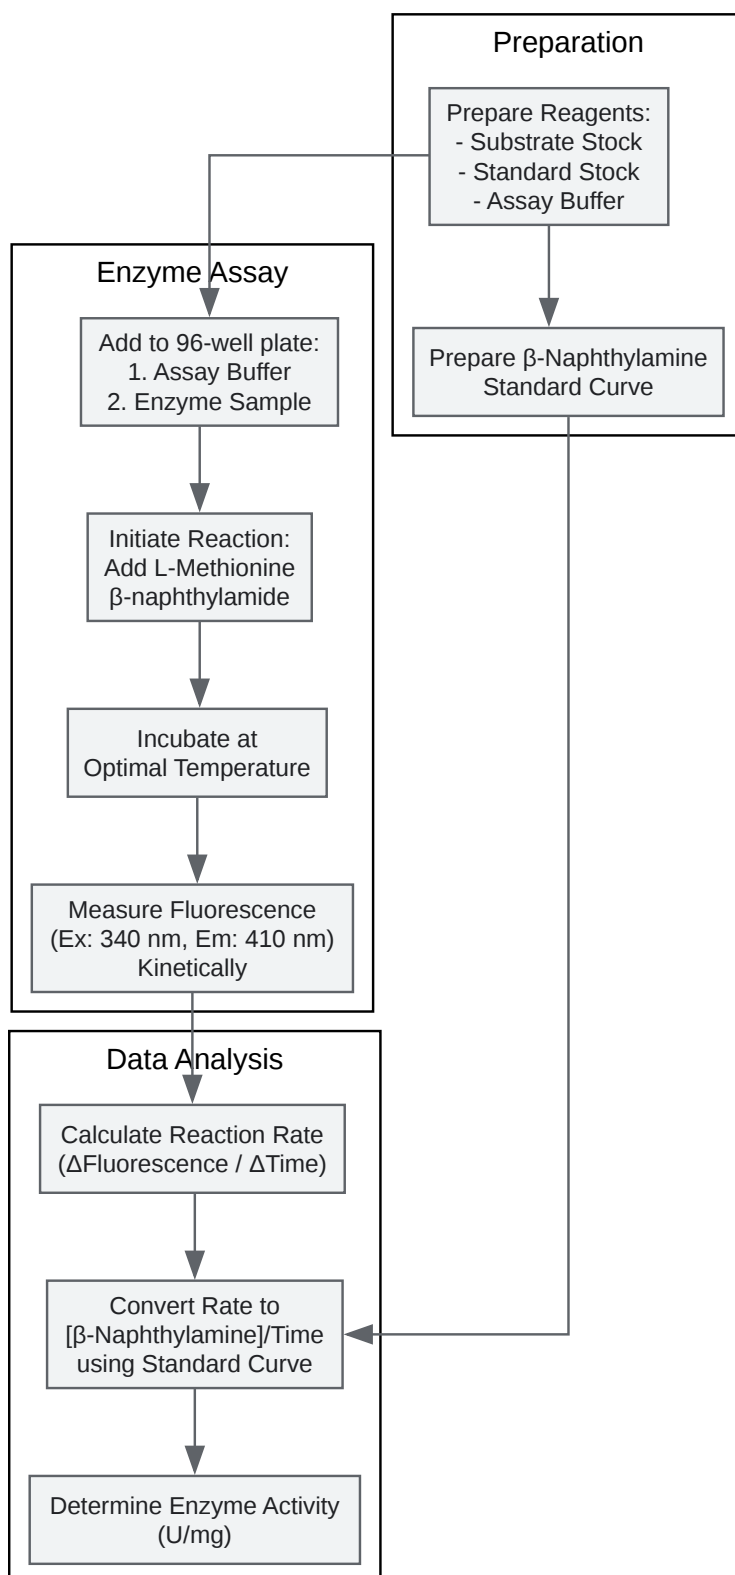 Preparation
Prepare Reagents:
- Substrate Stock
- Standard Stock
- Assay Buffer
Prepare β-Naphthylamine
Standard Curve
Enzyme Assay
Add to 96-well plate:
1. Assay Buffer
2. Enzyme Sample
Initiate Reaction:
Add L-Methionine
β-naphthylamide
Incubate at
Optimal Temperature
Measure Fluorescence
(Ex: 340 nm, Em: 410 nm)
Kinetically
Data Analysis
Calculate Reaction Rate
(ΔFluorescence / ΔTime)
Convert Rate to
[β-Naphthylamine]/Time
using Standard Curve
Determine Enzyme Activity
(U/mg)